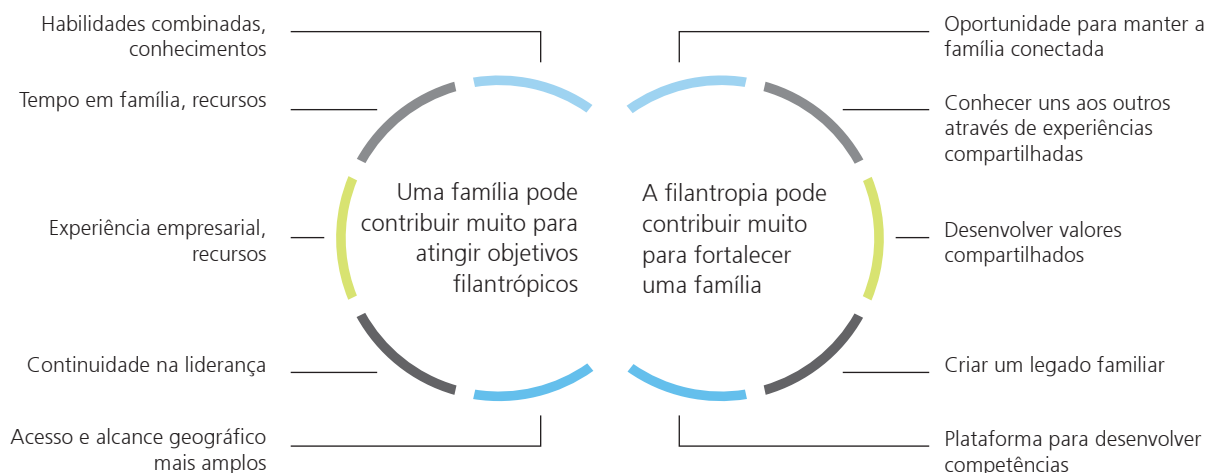 Habilidades combinadas,
conhecimentos
Tempo em família, recursos
Experiência empresarial,
recursos
Continuidade na liderança
Acesso e alcance geográfico
mais amplos
Uma família pode
contribuir muito para
atingir objetivos
filantrópicos
A filantropia pode
contribuir muito
para fortalecer
uma família
Oportunidade para manter a
família conectada
Conhecer uns aos outros
através de experiências
compartilhadas
Desenvolver valores
compartilhados
Criar um legado familiar
Plataforma para desenvolver
competências